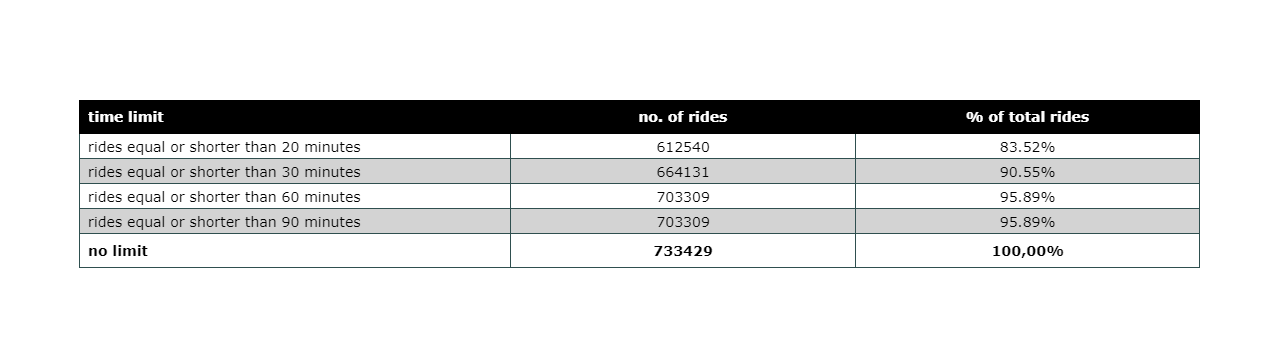 time limit no. of rides % of total rides
rides equal or shorter than 20 minutes 612540 83.52%
rides equal or shorter than 30 minutes 664131 90.55%
rides equal or shorter than 60 minutes 703309 95.89%
rides equal or shorter than 90 minutes 703309 95.89%
no limit 733429 100,00%